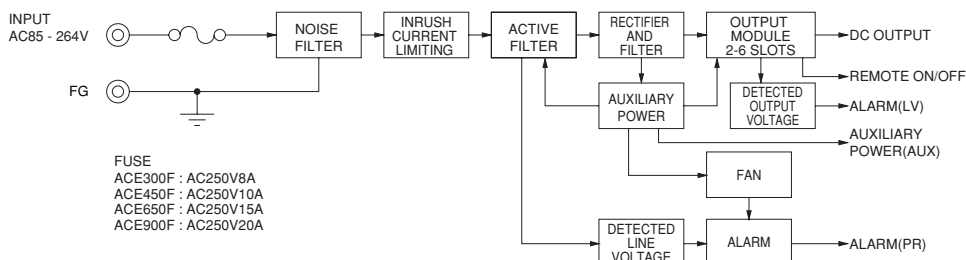 INPUT
AC85 - 264V
FG
FUSE
ACE300F : AC250V8A
ACE450F : AC250V10A
ACE650F : AC250V15A
ACE900F : AC250V20A
NOISE
FILTER
INRUSH
CURRENT
LIMITING
ACTIVE
FILTER
RECTIFIER
AND
FILTER
OUTPUT
MODULE
2-6 SLOTS
DC OUTPUT
REMOTE ON/OFF
AUXILIARY
POWER
DETECTED
OUTPUT
VOLTAGE
ALARM(LV)
AUXILIARY
POWER(AUX)
FAN
DETECTED
LINE
VOLTAGE
ALARM
ALARM(PR)